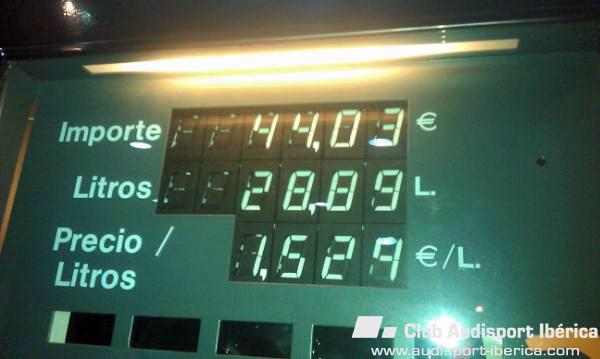 Importe 44,03 €
Litros 28,89 L.
Precio / 1,524 €/L.
Litros
Club Audisport Ibérica
www.audisport-iberica.com